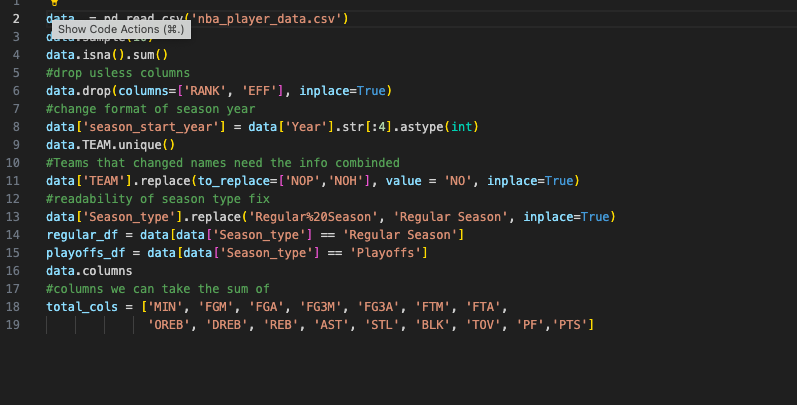 1
2 data = pd.read_csv('nba_player_data.csv')
Show Code Actions (⌘.)
3
4 data.isna().sum()
5 #drop usless columns
6 data.drop(columns=['RANK', 'EFF'], inplace=True)
7 #change format of season year
8 data['season_start_year'] = data['Year'].str[:4].astype(int)
9 data.TEAM.unique()
10 #Teams that changed names need the info combinded
11 data['TEAM'].replace(to_replace=['NOP','NOH'], value = 'NO', inplace=True)
12 #readability of season type fix
13 data['Season_type'].replace('Regular%20Season', 'Regular Season', inplace=True)
14 regular_df = data[data['Season_type'] == 'Regular Season']
15 playoffs_df = data[data['Season_type'] == 'Playoffs']
16 data.columns
17 #columns we can take the sum of
18 total_cols = ['MIN', 'FGM', 'FGA', 'FG3M', 'FG3A', 'FTM', 'FTA',
19 'OREB', 'DREB', 'REB', 'AST', 'STL', 'BLK', 'TOV', 'PF','PTS']